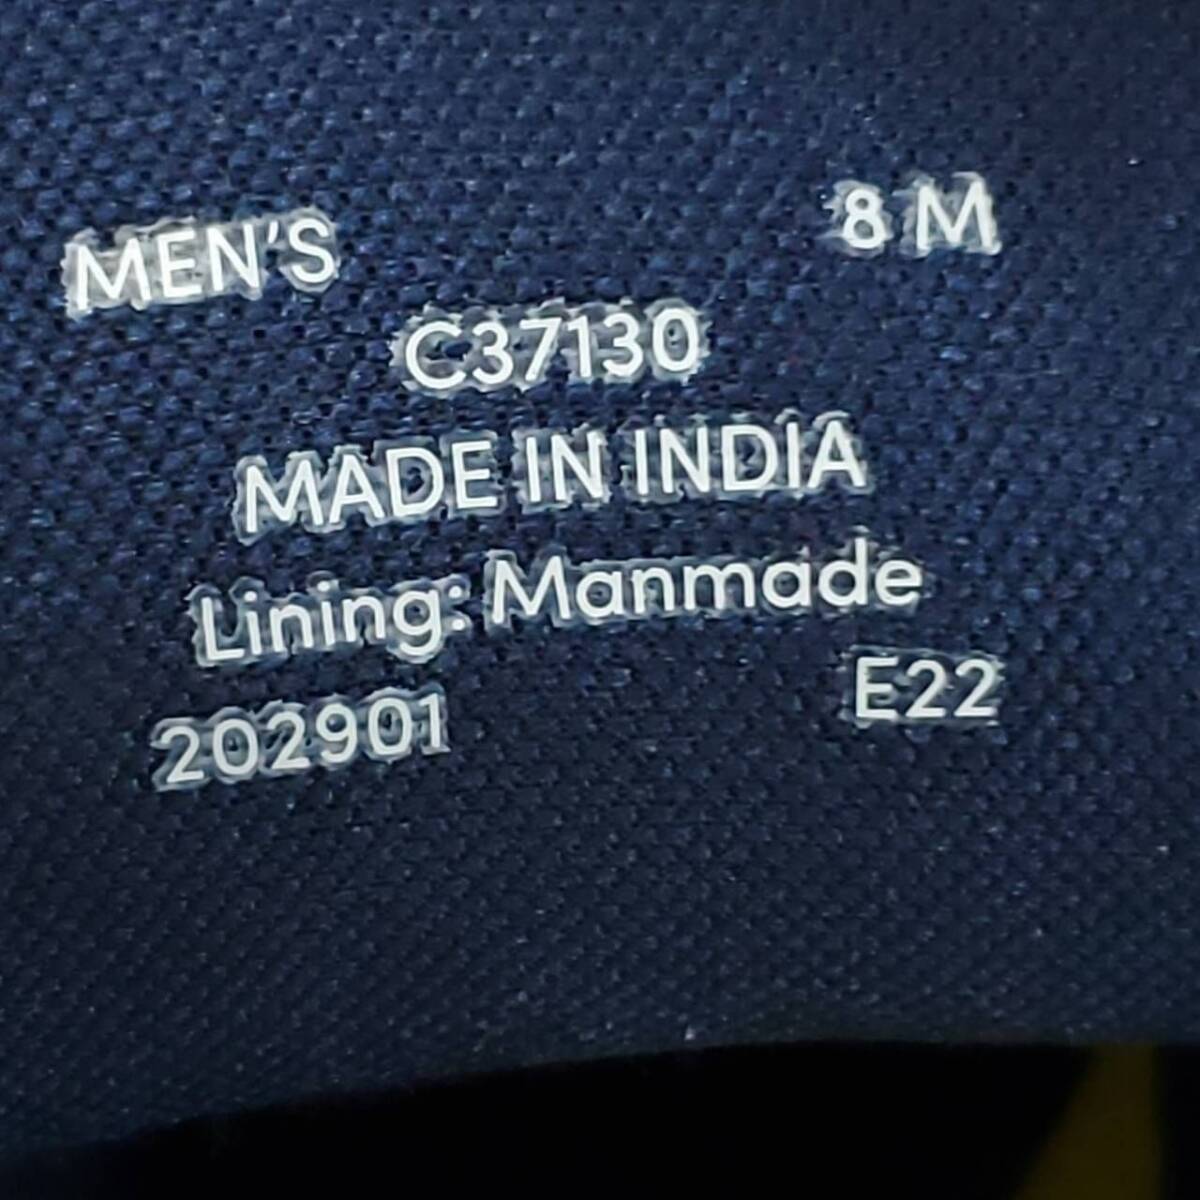 MEN'S 8 M
C37130
MADE IN INDIA
Lining: Manmade
202901 E22